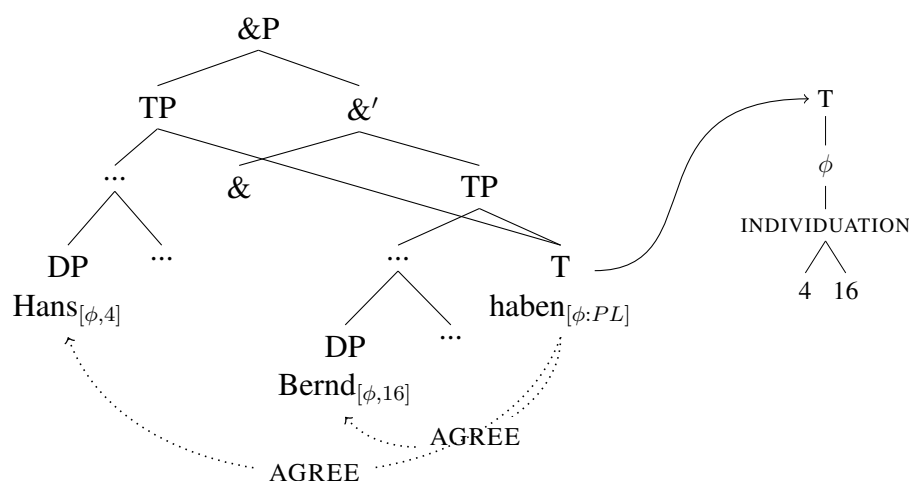 &P
TP &′ T
... & TP ϕ
DP ... ... T INDIVIDUATION
Hans[ϕ,4] haben[ϕ:PL] 4 16
DP ...
Bernd[ϕ,16]
AGREE
AGREE